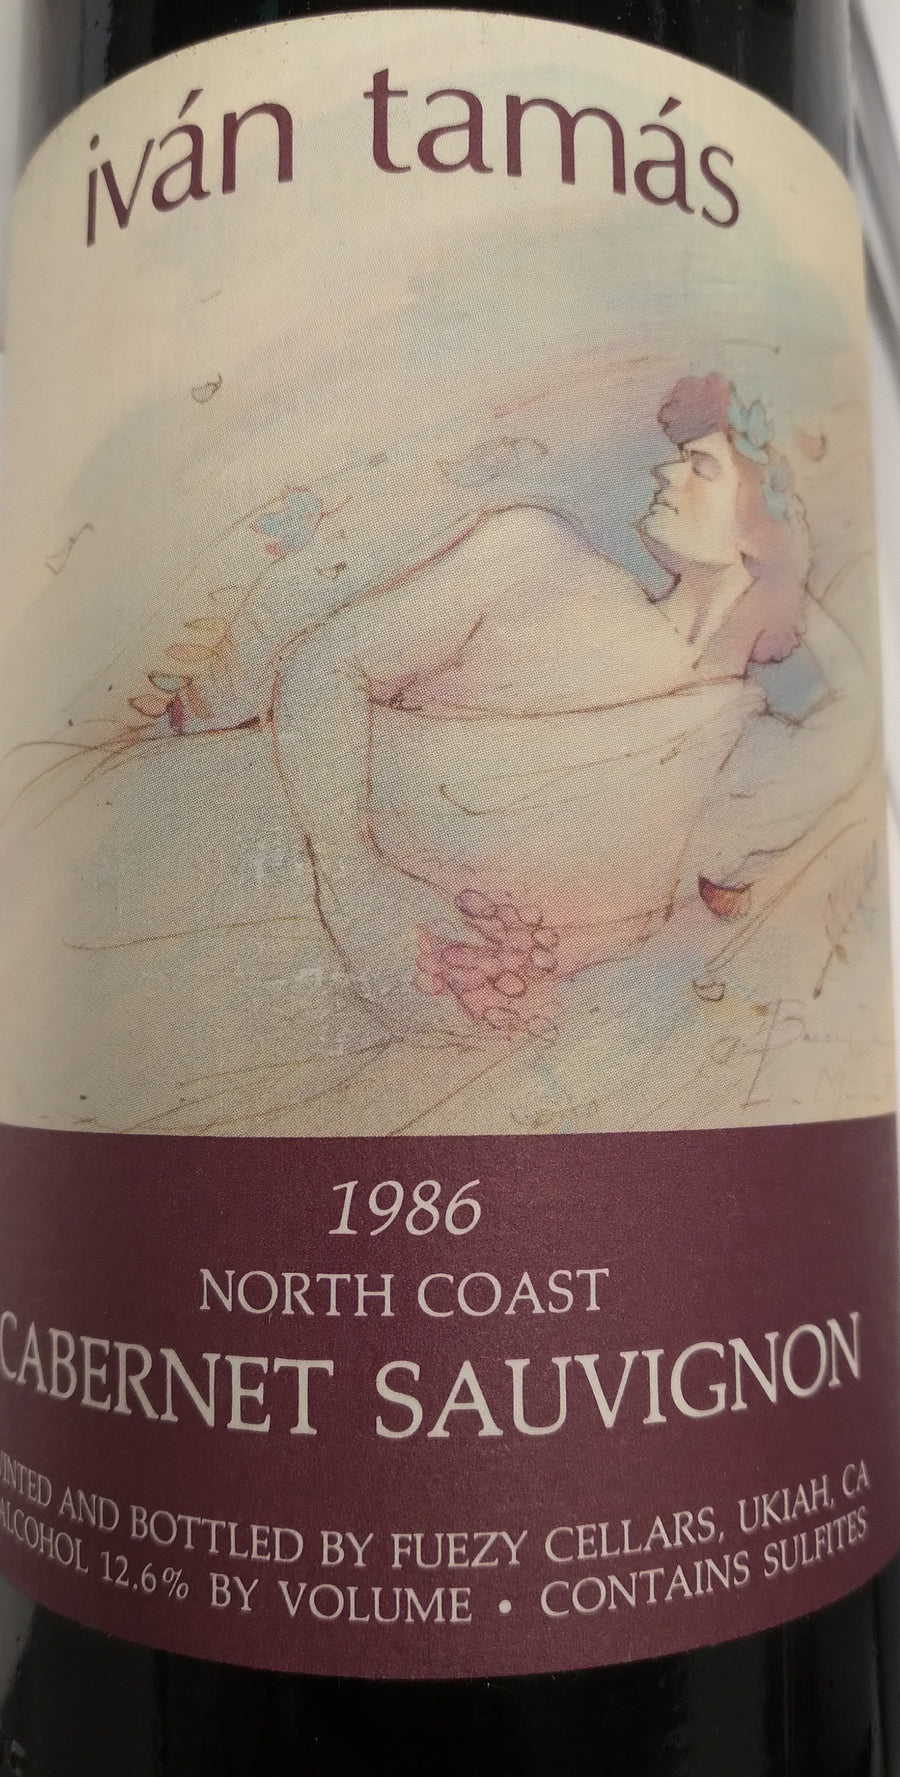 iván tamás
1986
NORTH COAST
CABERNET SAUVIGNON
AND BOTTLED BY FUEZY CELLARS, UKIAH, CA
ALCOHOL 12.6% BY VOLUME • CONTAINS SULFITES